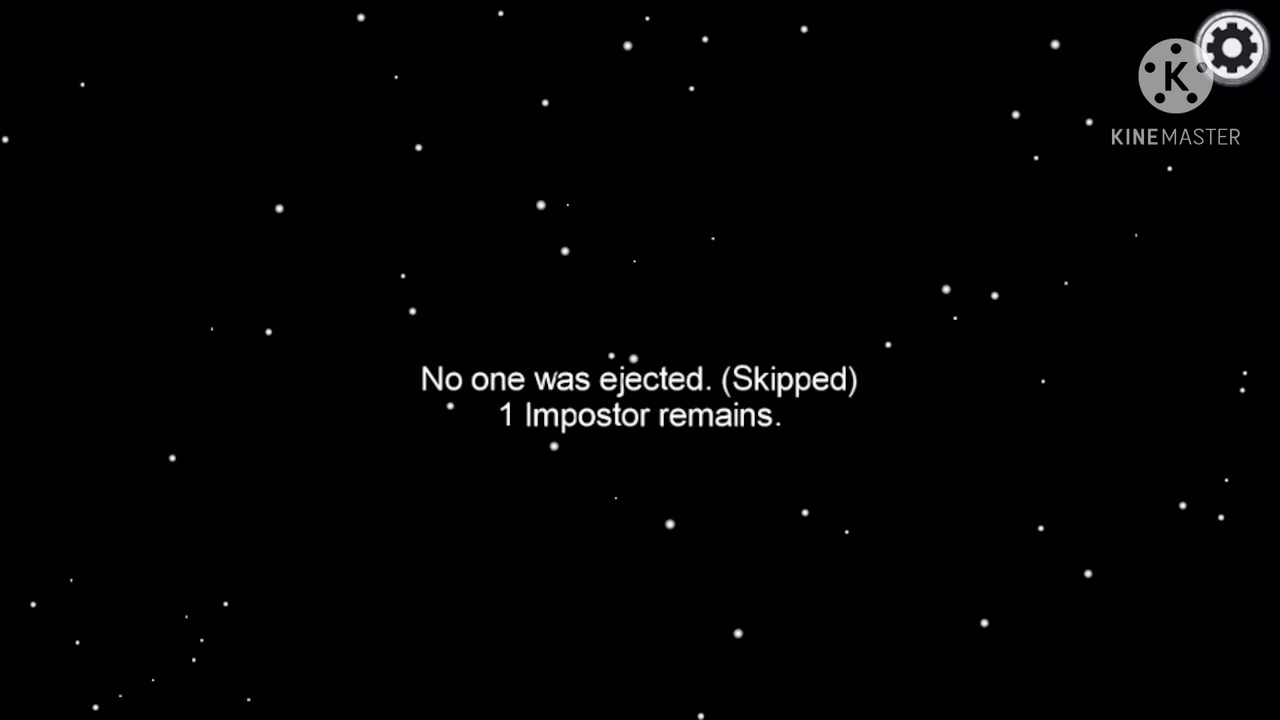 K
KINEMASTER
No one was ejected. (Skipped)
1 Impostor remains.